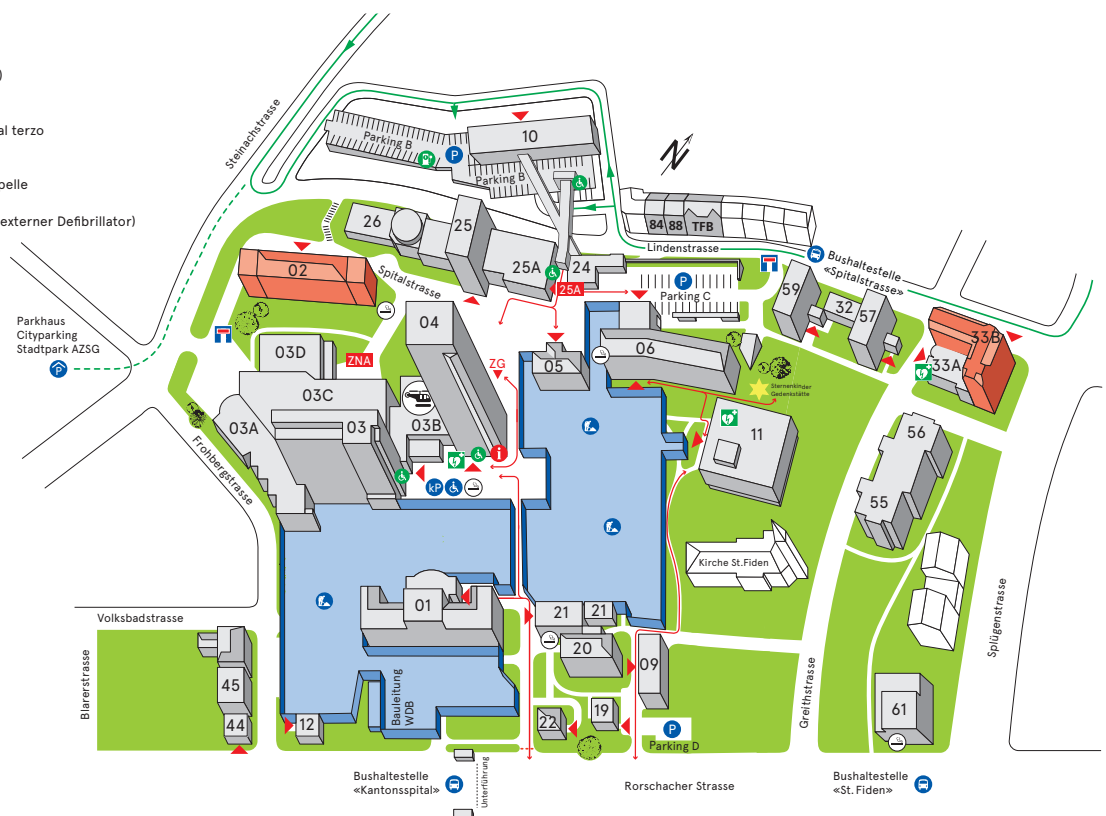 )
al terzo
pelle
externer Defibrillator)
Steinachstrasse
Parking B
P
10
Parking B
N
84 88 TFB
Lindenstrasse
Bushaltestelle
«Spitalstrasse»
26
25
25A
24
25A
P
Parking C
59
32
57
02
Spitalstrasse
33B
33A
Parkhaus
Cityparking
Stadtpark AZSG
P
04
03D
ZNA
ZG
05
06
Sternenkinder
Gedenkstätte
03C
03A
03
03B
11
56
55
i
kP
Frohbergstrasse
Kirche St.Fiden
01
21
21
20
09
Volksbadstrasse
Blarerstrasse
45
44
12
Bauleitung
WDB
22
19
P
Parking D
Greithstrasse
Splügenstrasse
61
Bushaltestelle
«Kantonsspital»
Unterführung
Rorschacher Strasse
Bushaltestelle
«St. Fiden»